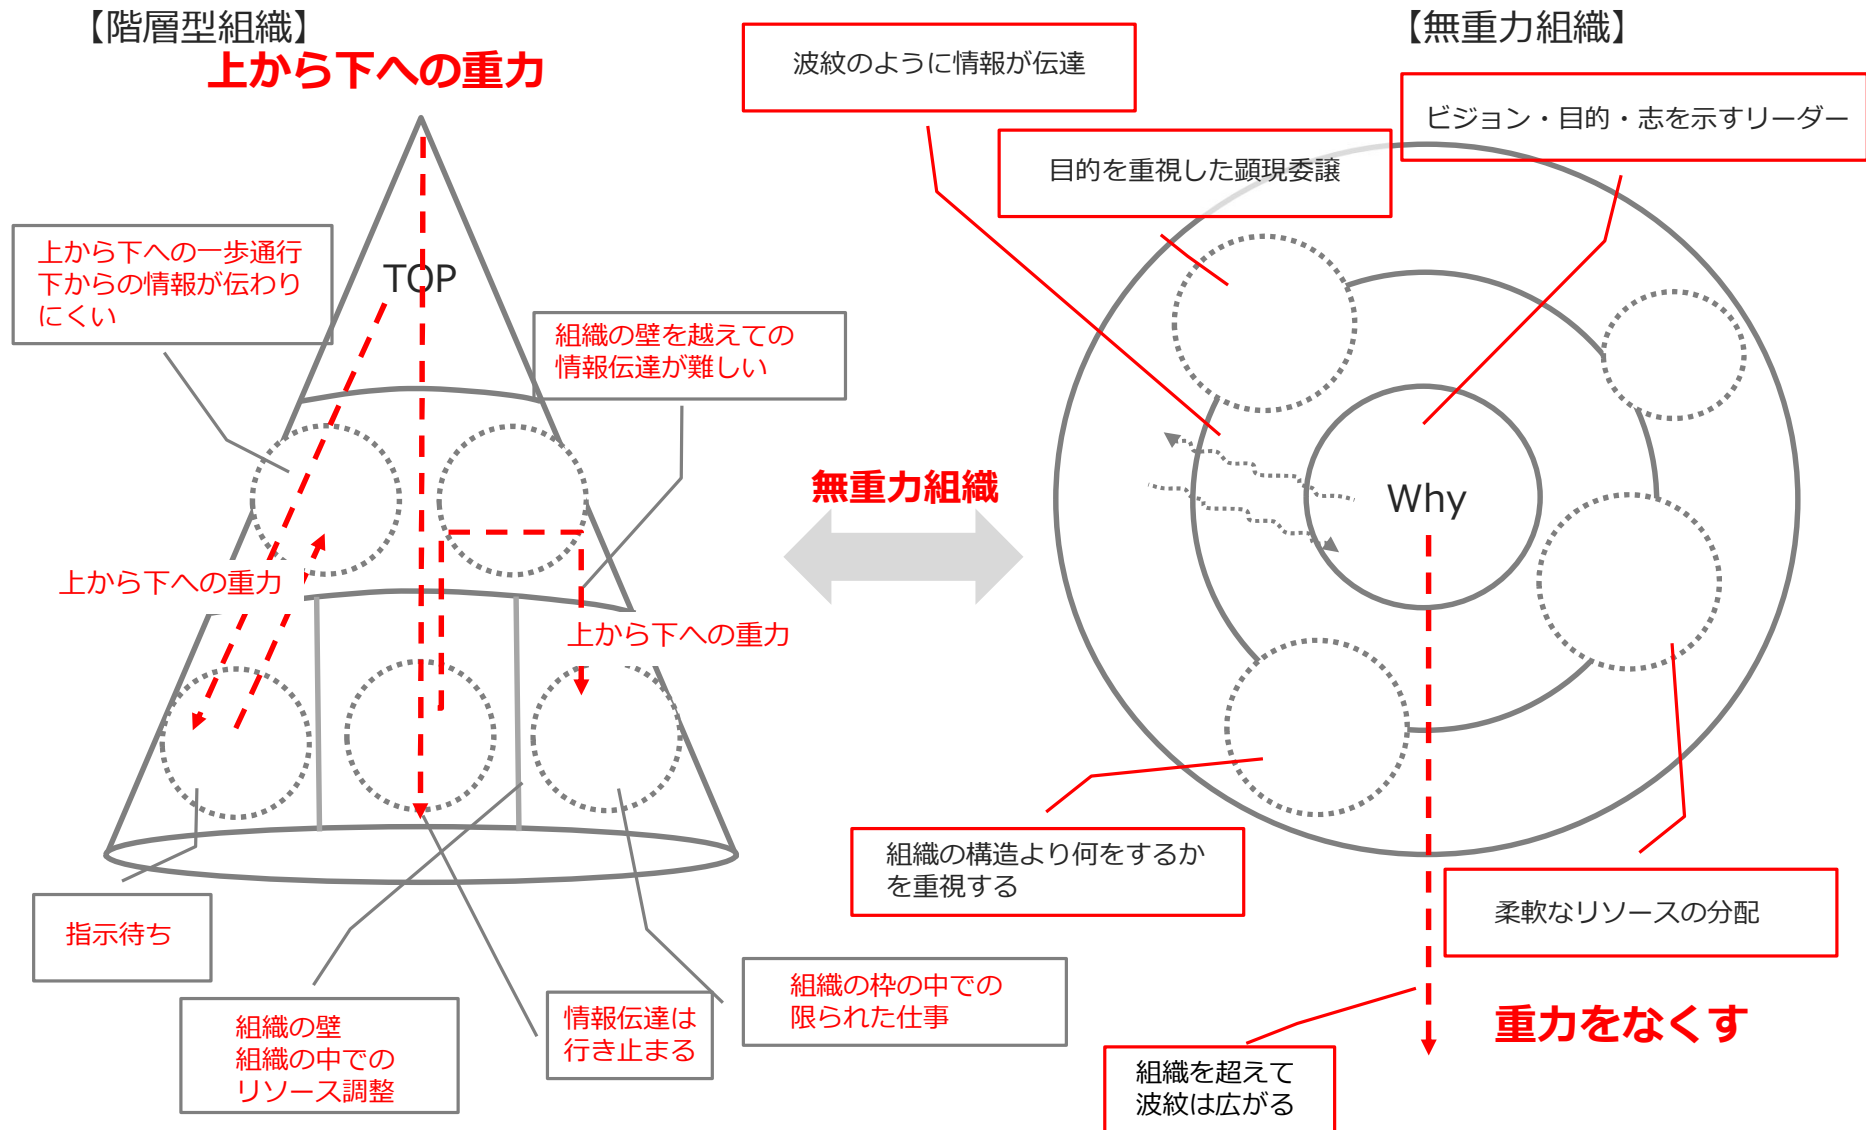 【階層型組織】
上から下への重力
上から下への一歩通行
下からの情報が伝わり
にくい
TOP
組織の壁を越えての
情報伝達が難しい
上から下への重力
上から下への重力
指示待ち
組織の壁
組織の中での
リソース調整
情報伝達は
行き止まる
組織の枠の中での
限られた仕事
無重力組織
【無重力組織】
波紋のように情報が伝達
ビジョン・目的・志を示すリーダー
目的を重視した顕現委譲
Why
組織の構造より何をするか
を重視する
柔軟なリソースの分配
重力をなくす
組織を超えて
波紋は広がる